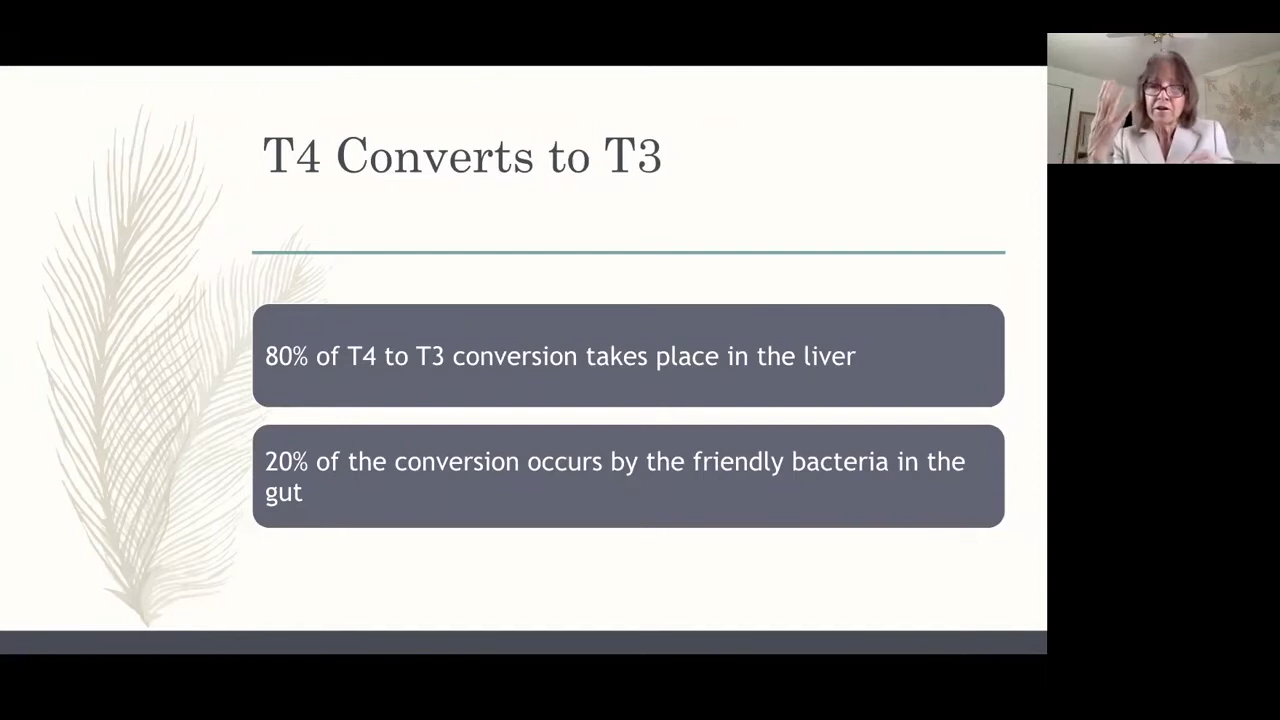 T4 Converts to T3
80% of T4 to T3 conversion takes place in the liver
20% of the conversion occurs by the friendly bacteria in the
gut